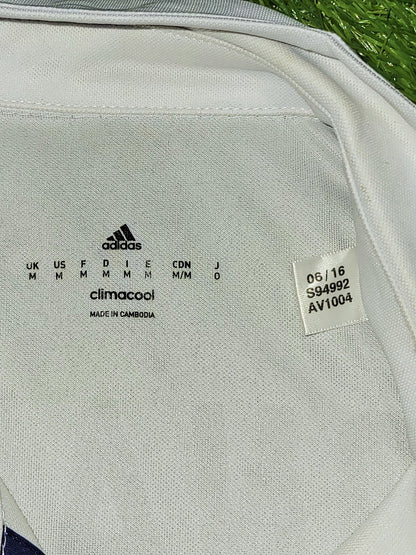 adidas
UK US F D I E CDN J
M M M M M M M/M O
climacool
MADE IN CAMBODIA
06/16
S94992
AV1004